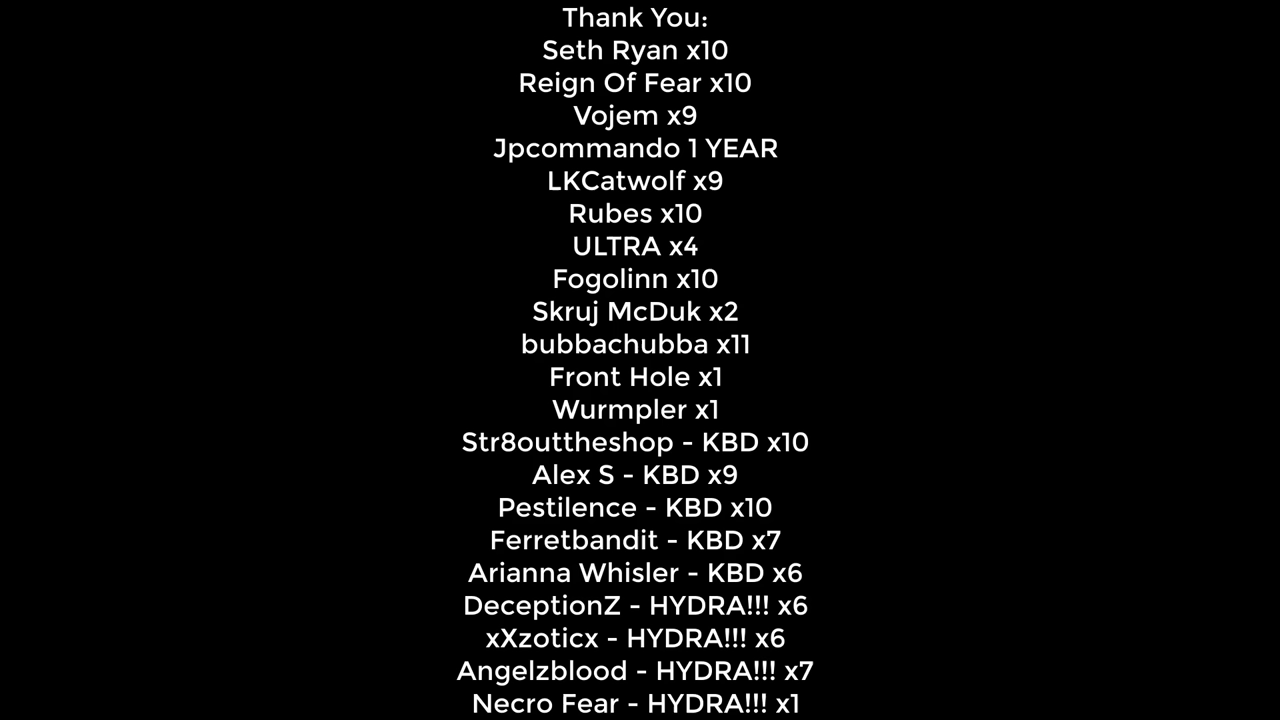 Thank You:
Seth Ryan x10
Reign Of Fear x10
Vojem x9
Jpcommando 1 YEAR
LKCatwolf x9
Rubes x10
ULTRA x4
Fogolinn x10
Skruj McDuk x2
bubbachubba x11
Front Hole x1
Wurmpler x1
Str8outtheshop - KBD x10
Alex S - KBD x9
Pestilence - KBD x10
Ferretbandit - KBD x7
Arianna Whisler - KBD x6
DeceptionZ - HYDRA!!! x6
xXzoticx - HYDRA!!! x6
Angelzblood - HYDRA!!! x7
Necro Fear - HYDRA!!! x1